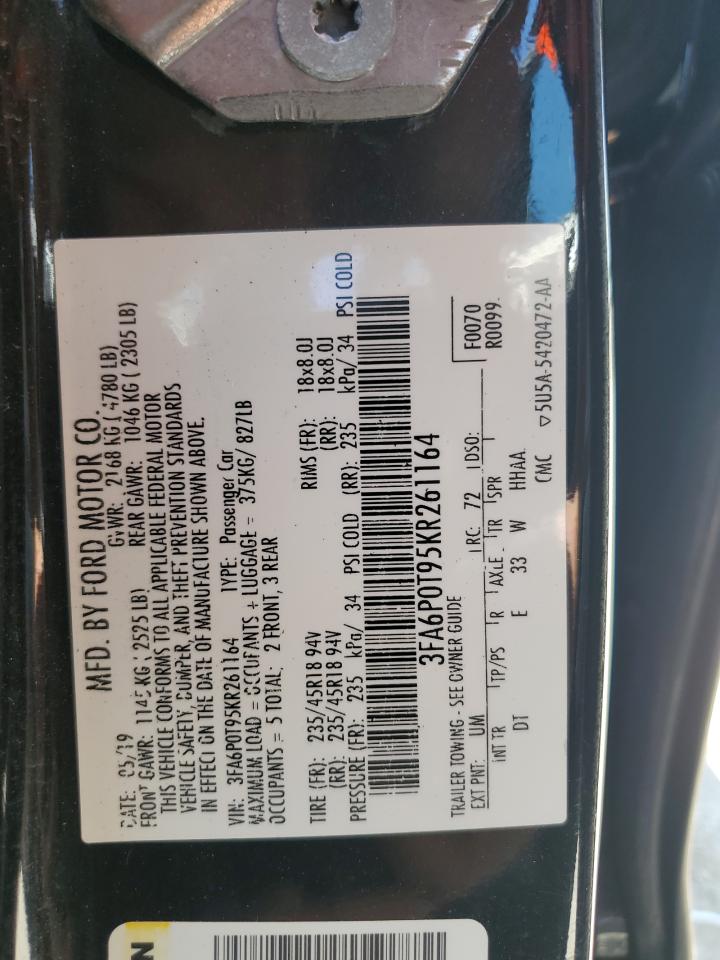 MFD. BY FORD MOTOR CO.
DATE: 05/19 GVWR: 2168 KG ( 4780 LB)
FRONT GAWR: 1145 KG ( 2525 LB) REAR GAWR: 1046 KG ( 2305 LB)
THIS VEHICLE CONFORMS TO ALL APPLICABLE FEDERAL MOTOR
VEHICLE SAFETY, BUMPER, AND THEFT PREVENTION STANDARDS
IN EFFECT ON THE DATE OF MANUFACTURE SHOWN ABOVE.
VIN: 3FA6P0T95KR261164 TYPE: Passenger Car
MAXIMUM LOAD = OCCUPANTS + LUGGAGE = 375KG/ 827LB
OCCUPANTS = 5 TOTAL: 2 FRONT, 3 REAR
TIRE (FR): 235/45R18 94V RIMS (FR): 18x8.0J
(RR): 235/45R18 94V (RR): 18x8.0J
PRESSURE (FR): 235 kPa/ 34 PSI COLD (RR): 235 kPa/ 34 PSI COLD
3FA6P0T95KR261164
TRAILER TOWING - SEE OWNER GUIDE
F0070
R0099
EXT PNT: UM RC: 72 DSO:
INT TR TP/PS R AXLE TR SPR
DT E 33 W HHAA
CMC ▽5U5A-5420472-AA
N